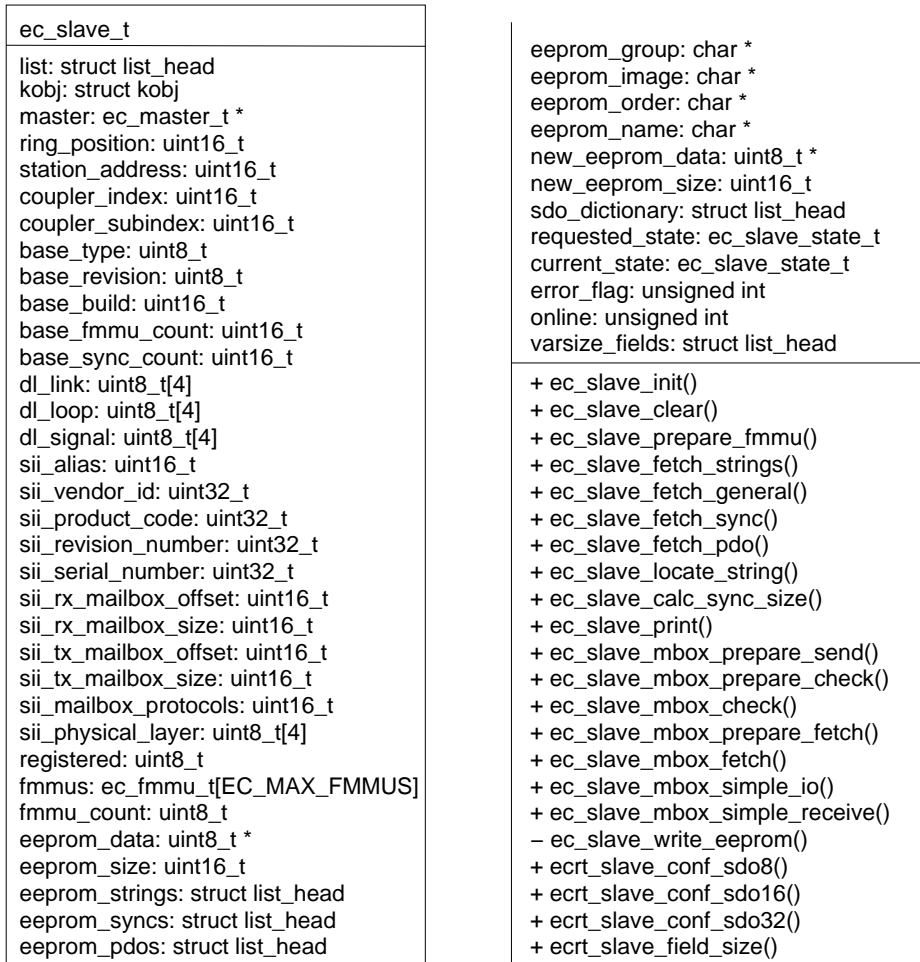 ec_slave_t
list: struct list_head
kobj: struct kobj
master: ec_master_t *
ring_position: uint16_t
station_address: uint16_t
coupler_index: uint16_t
coupler_subindex: uint16_t
base_type: uint8_t
base_revision: uint8_t
base_build: uint16_t
base_fmmu_count: uint16_t
base_sync_count: uint16_t
dl_link: uint8_t[4]
dl_loop: uint8_t[4]
dl_signal: uint8_t[4]
sii_alias: uint16_t
sii_vendor_id: uint32_t
sii_product_code: uint32_t
sii_revision_number: uint32_t
sii_serial_number: uint32_t
sii_rx_mailbox_offset: uint16_t
sii_rx_mailbox_size: uint16_t
sii_tx_mailbox_offset: uint16_t
sii_tx_mailbox_size: uint16_t
sii_mailbox_protocols: uint16_t
sii_physical_layer: uint8_t[4]
registered: uint8_t
fmmus: ec_fmmu_t[EC_MAX_FMMUS]
fmmu_count: uint8_t
eeprom_data: uint8_t *
eeprom_size: uint16_t
eeprom_strings: struct list_head
eeprom_syncs: struct list_head
eeprom_pdos: struct list_head
eeprom_group: char *
eeprom_image: char *
eeprom_order: char *
eeprom_name: char *
new_eeprom_data: uint8_t *
new_eeprom_size: uint16_t
sdo_dictionary: struct list_head
requested_state: ec_slave_state_t
current_state: ec_slave_state_t
error_flag: unsigned int
online: unsigned int
varsize_fields: struct list_head
+ ec_slave_init()
+ ec_slave_clear()
+ ec_slave_prepare_fmmu()
+ ec_slave_fetch_strings()
+ ec_slave_fetch_general()
+ ec_slave_fetch_sync()
+ ec_slave_fetch_pdo()
+ ec_slave_locate_string()
+ ec_slave_calc_sync_size()
+ ec_slave_print()
+ ec_slave_mbox_prepare_send()
+ ec_slave_mbox_prepare_check()
+ ec_slave_mbox_check()
+ ec_slave_mbox_prepare_fetch()
+ ec_slave_mbox_fetch()
+ ec_slave_mbox_simple_io()
+ ec_slave_mbox_simple_receive()
− ec_slave_write_eeprom()
+ ecrt_slave_conf_sdo8()
+ ecrt_slave_conf_sdo16()
+ ecrt_slave_conf_sdo32()
+ ecrt_slave_field_size()